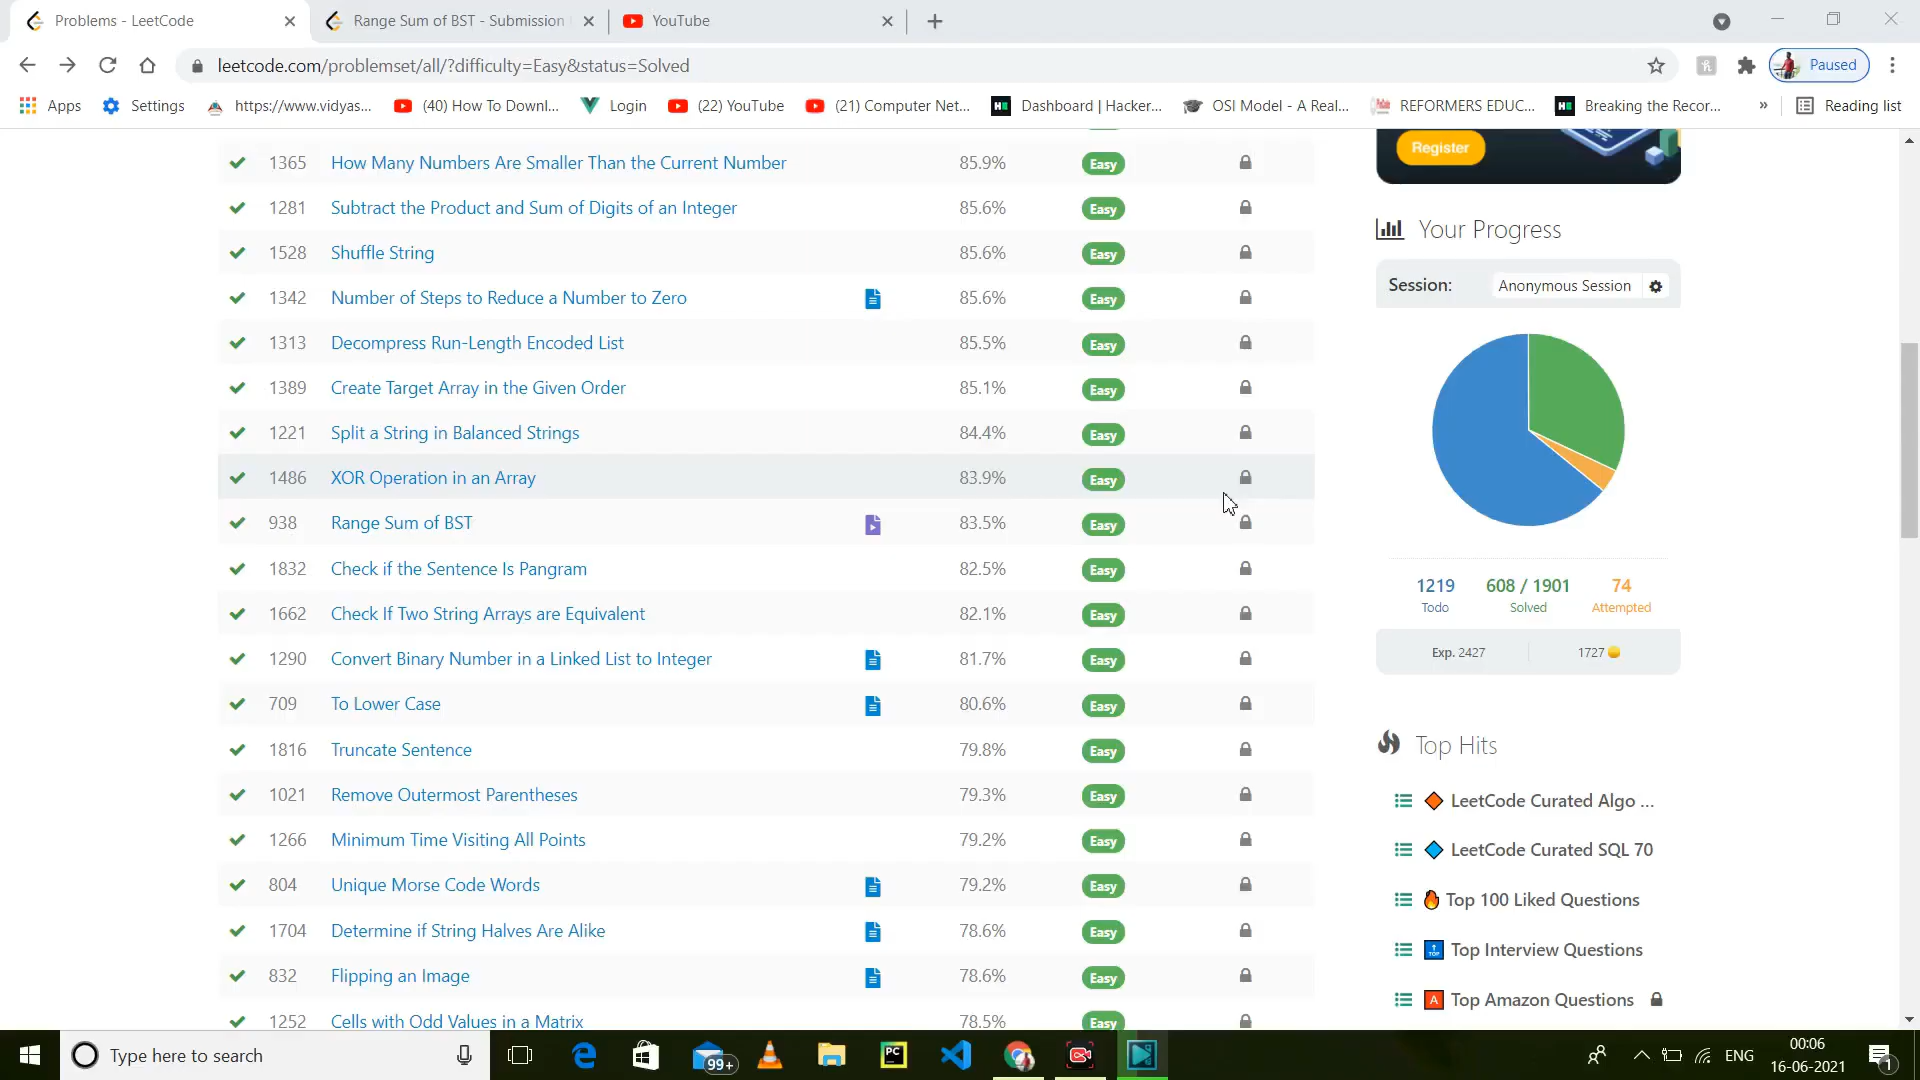 Problems - LeetCode
Range Sum of BST - Submission
YouTube
leetcode.com/problemset/all/?difficulty=Easy&status=Solved
Paused
Apps
Settings
https://www.vidyas...
(40) How To Downl...
Login
(22) YouTube
(21) Computer Net...
Dashboard | Hacker...
OSI Model - A Real...
REFORMERS EDUC...
Breaking the Recor...
»
Reading list
1365 How Many Numbers Are Smaller Than the Current Number 85.9% Easy
1281 Subtract the Product and Sum of Digits of an Integer 85.6% Easy
1528 Shuffle String 85.6% Easy
1342 Number of Steps to Reduce a Number to Zero 85.6% Easy
1313 Decompress Run-Length Encoded List 85.5% Easy
1389 Create Target Array in the Given Order 85.1% Easy
1221 Split a String in Balanced Strings 84.4% Easy
1486 XOR Operation in an Array 83.9% Easy
938 Range Sum of BST 83.5% Easy
1832 Check if the Sentence Is Pangram 82.5% Easy
1662 Check If Two String Arrays are Equivalent 82.1% Easy
1290 Convert Binary Number in a Linked List to Integer 81.7% Easy
709 To Lower Case 80.6% Easy
1816 Truncate Sentence 79.8% Easy
1021 Remove Outermost Parentheses 79.3% Easy
1266 Minimum Time Visiting All Points 79.2% Easy
804 Unique Morse Code Words 79.2% Easy
1704 Determine if String Halves Are Alike 78.6% Easy
832 Flipping an Image 78.6% Easy
1252 Cells with Odd Values in a Matrix 78.5% Easy
Register
Your Progress
Session: Anonymous Session
1219 608 / 1901 74
Todo Solved Attempted
Exp. 2427 1727
Top Hits
LeetCode Curated Algo ...
LeetCode Curated SQL 70
Top 100 Liked Questions
Top Interview Questions
A Top Amazon Questions
Type here to search
99+
PC
ENG
00:06
16-06-2021
1